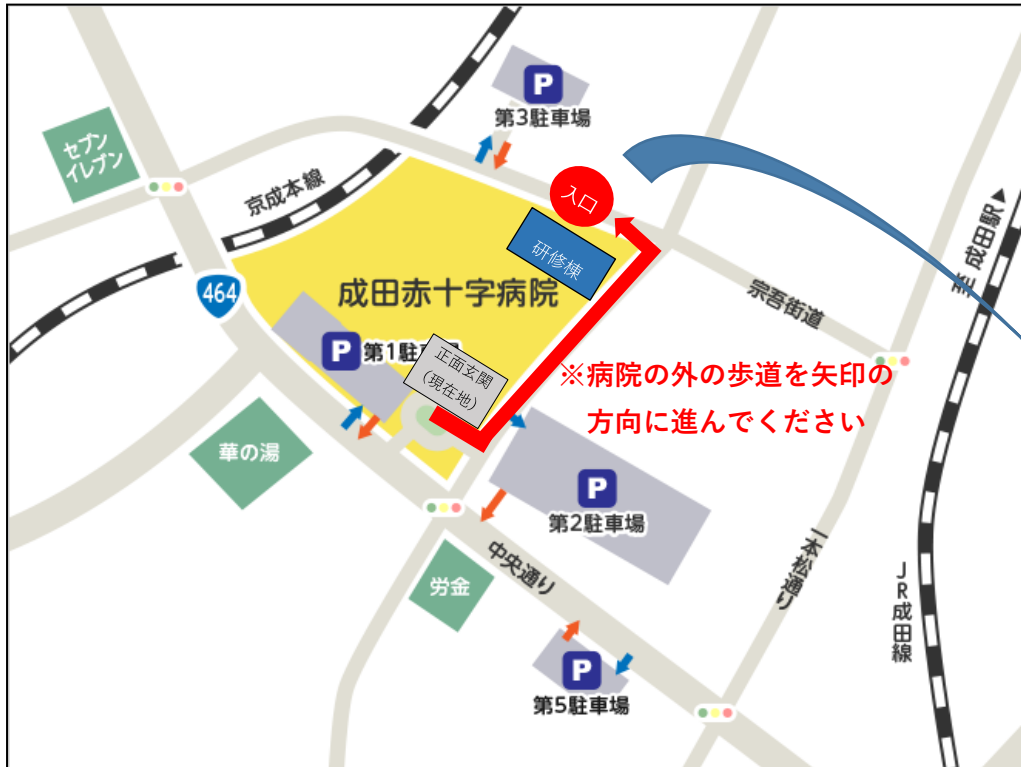 P
第3駐車場
セブン
イレブン
京成本線
入口
研修棟
464
成田赤十字病院
宗吾街道
成田駅▶
P
第1駐
正面玄関
(現在地)
※病院の外の歩道を矢印の
方向に進んでください
華の湯
P
第2駐車場
中央通り
一本松通り
労金
JR成田線
P
第5駐車場